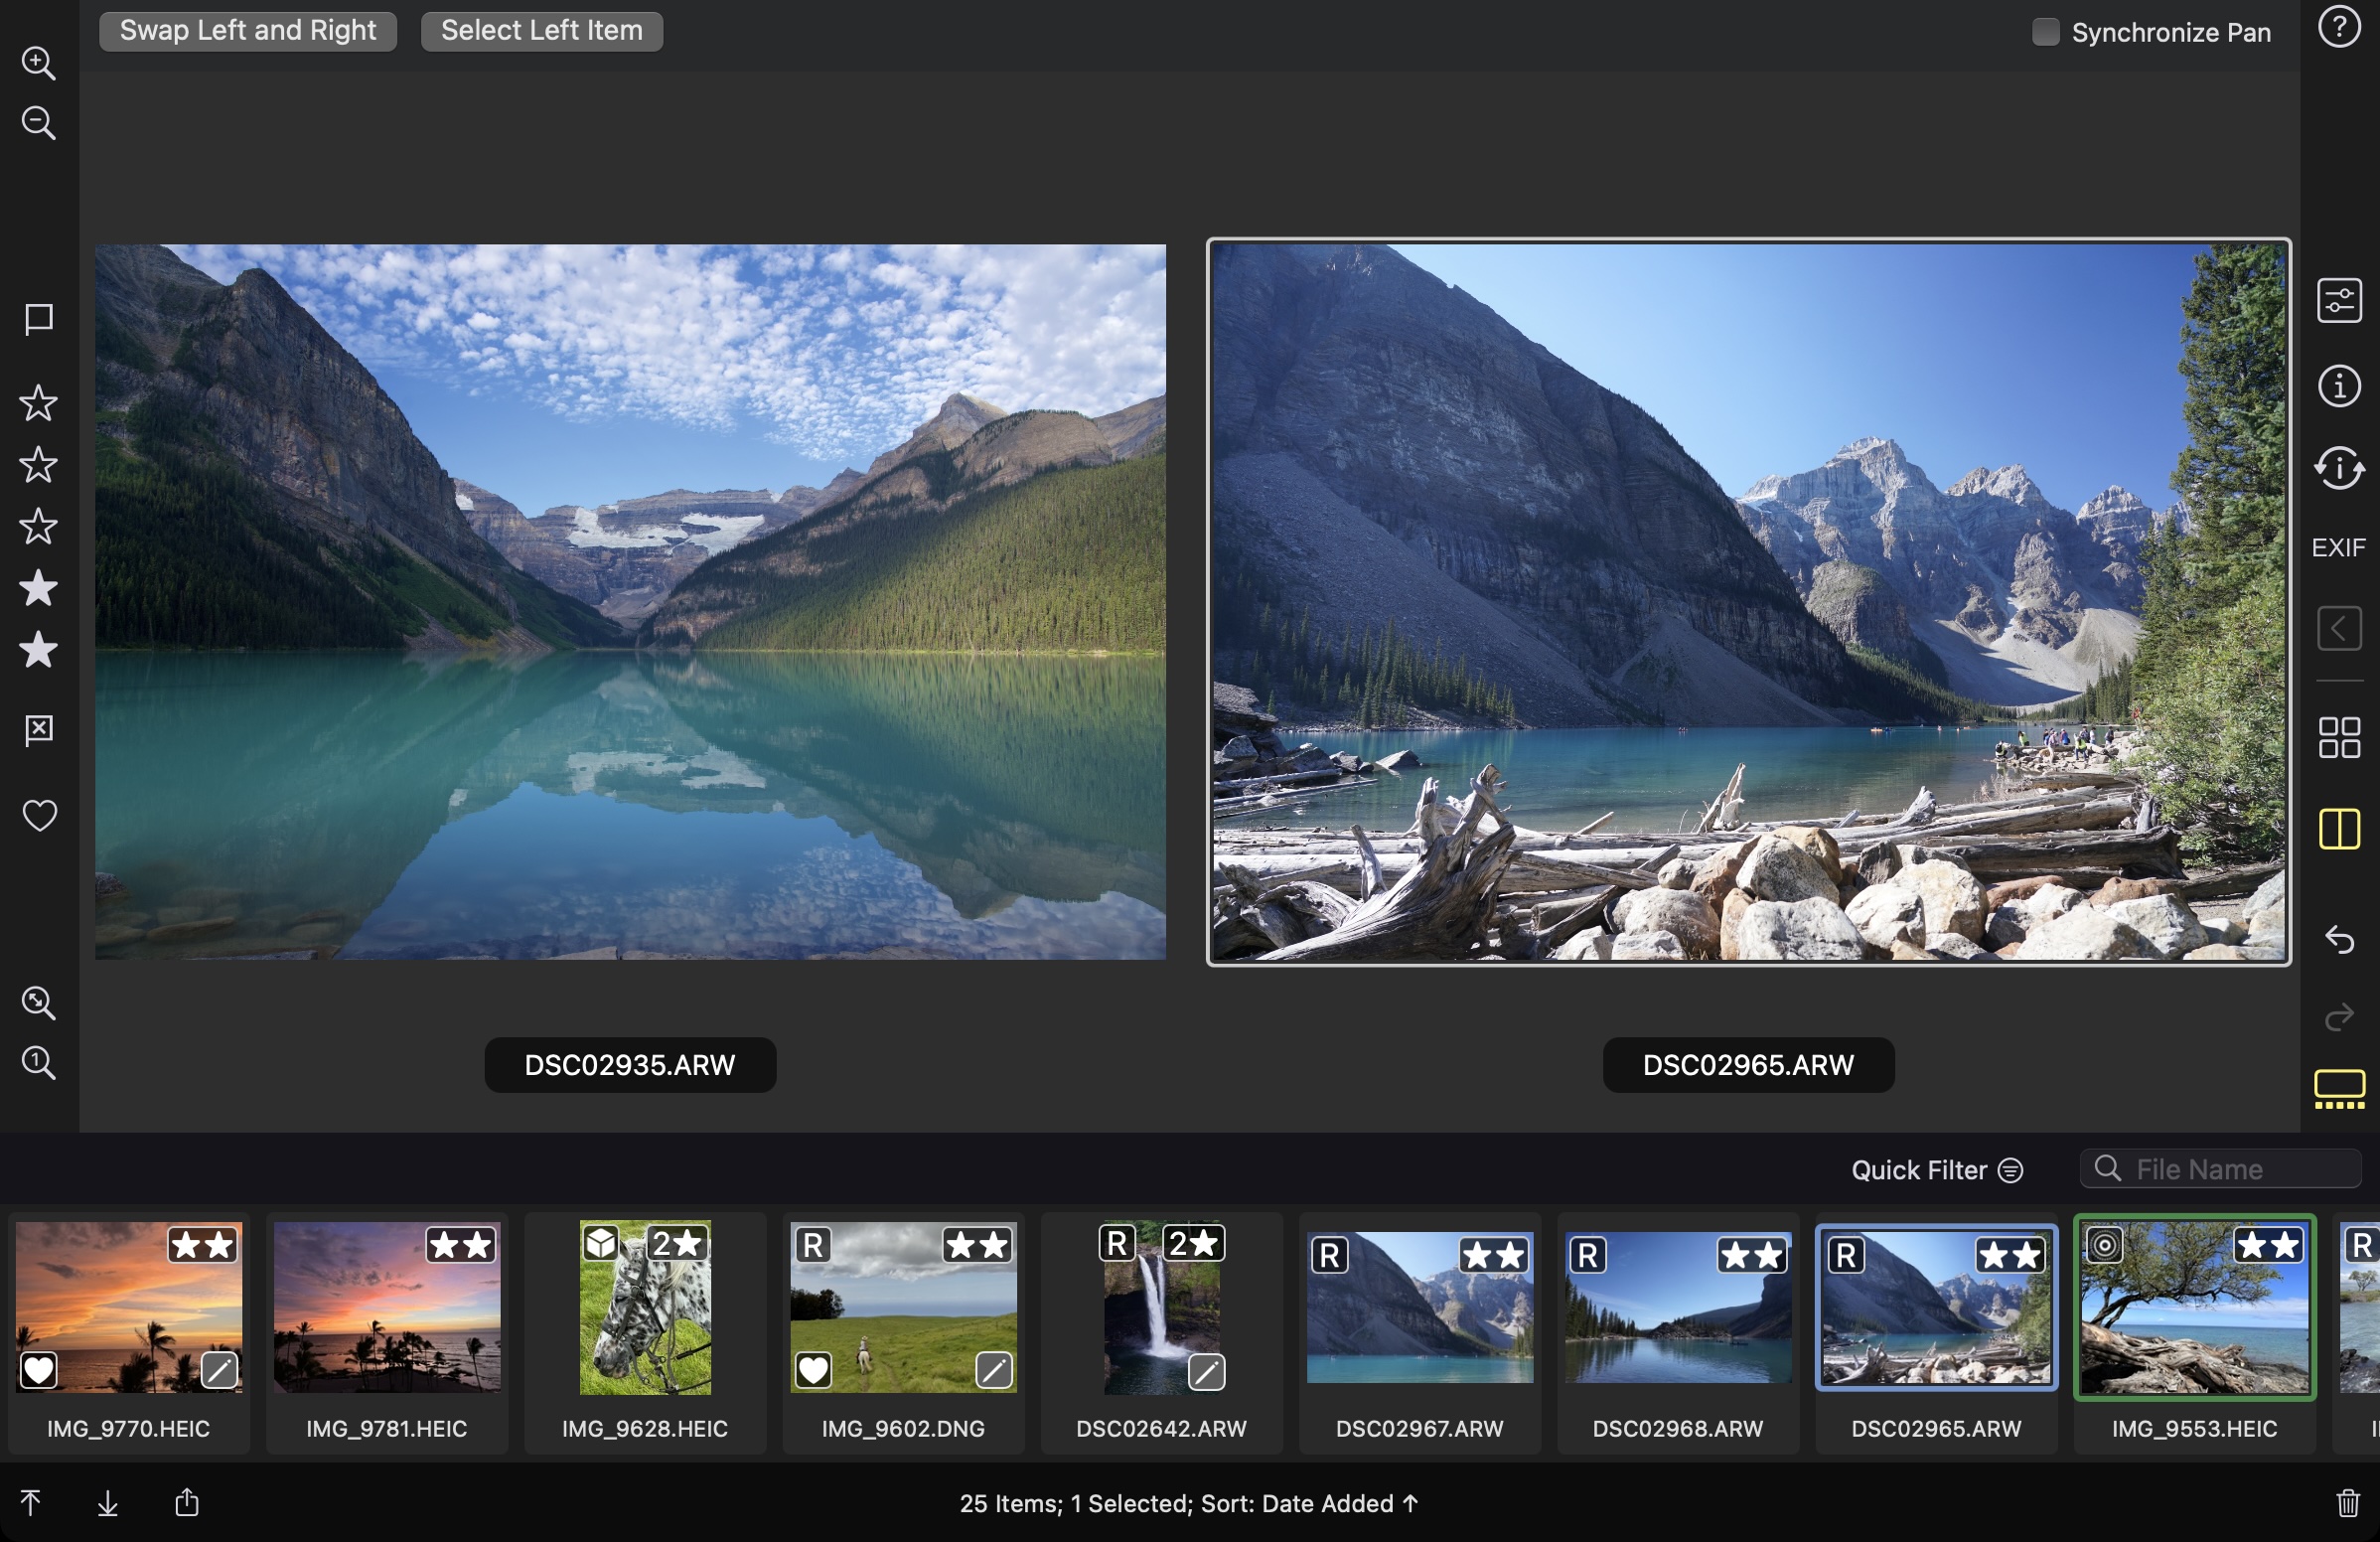 Swap Left and Right
Select Left Item
Synchronize Pan
?
i
i
EXIF
1
DSC02935.ARW
DSC02965.ARW
Quick Filter
File Name
2★
R
R
2★
R
R
R
R
IMG_9770.HEIC
IMG_9781.HEIC
IMG_9628.HEIC
IMG_9602.DNG
DSC02642.ARW
DSC02967.ARW
DSC02968.ARW
DSC02965.ARW
IMG_9553.HEIC
25 Items; 1 Selected; Sort: Date Added ↑